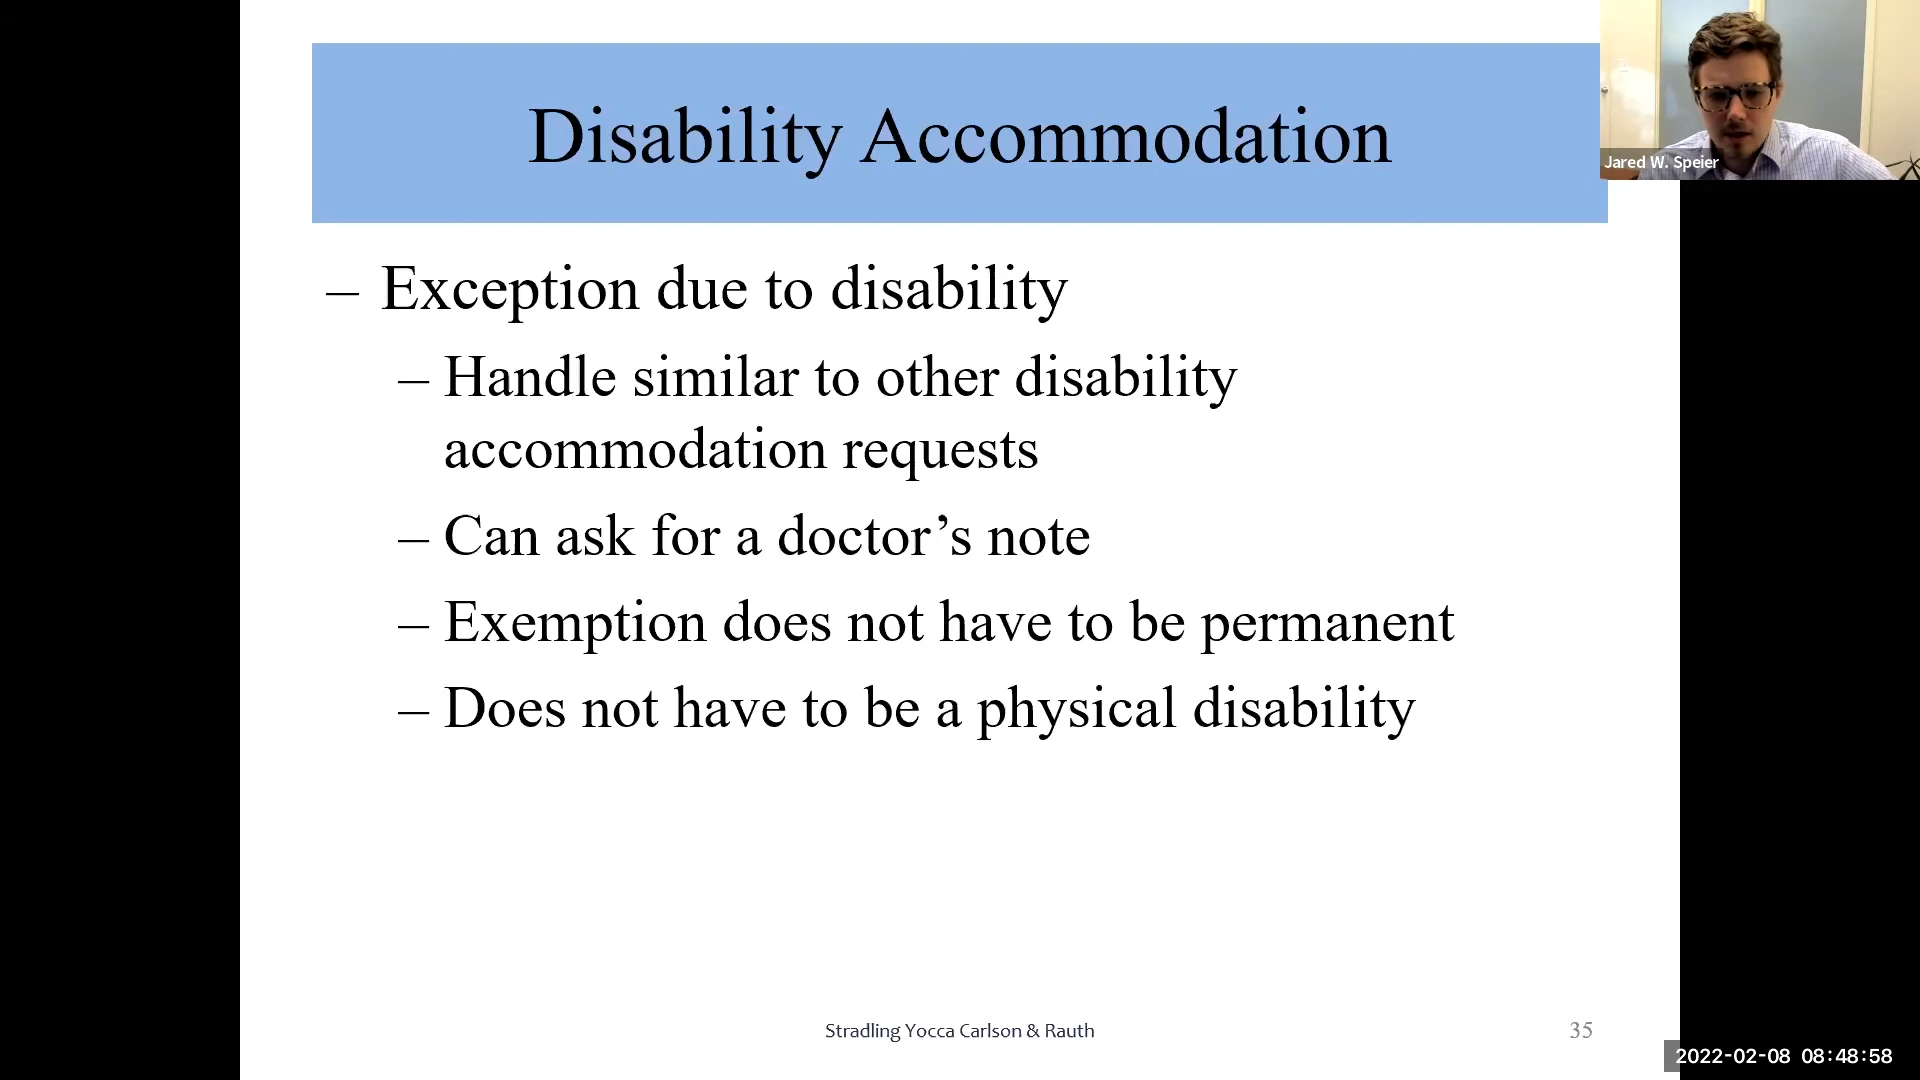 Disability Accommodation
Jared W. Speier
– Exception due to disability
– Handle similar to other disability
accommodation requests
– Can ask for a doctor’s note
– Exemption does not have to be permanent
– Does not have to be a physical disability
Stradling Yocca Carlson & Rauth
35
2022-02-08 08:48:58